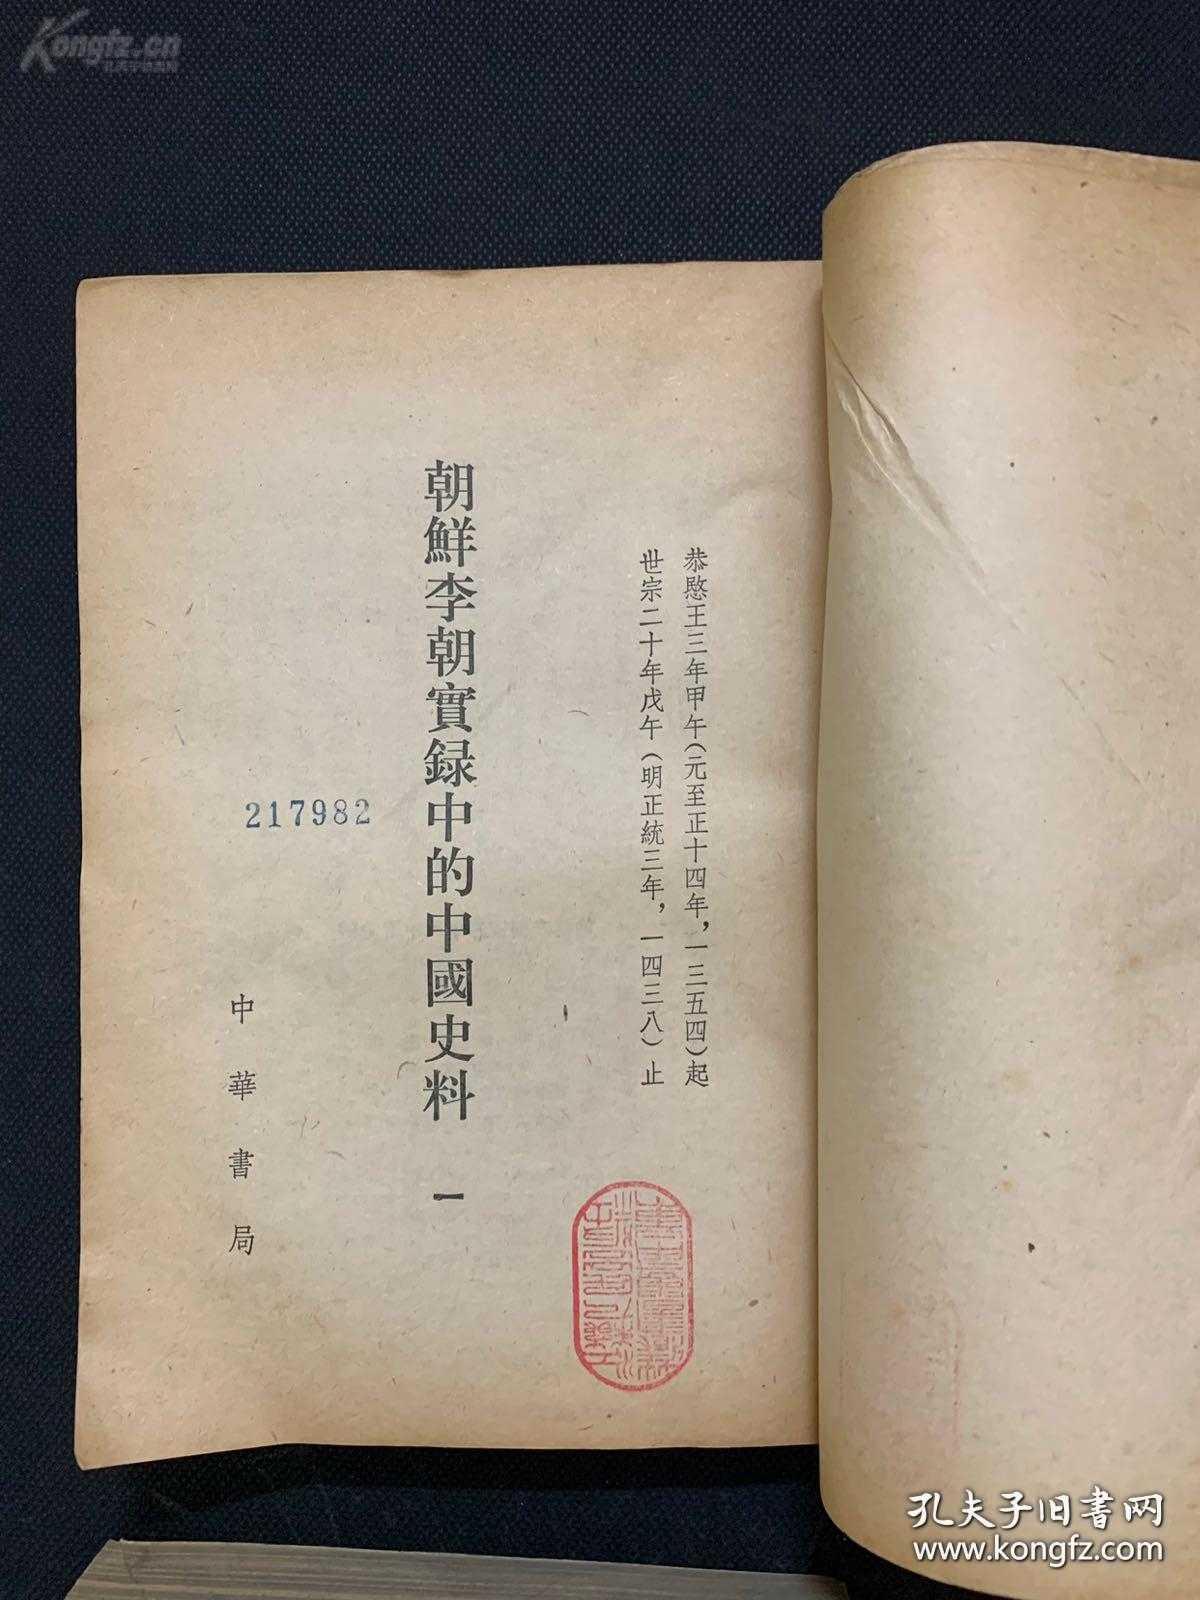 恭愍王三年甲午(元至正十四年,一三五四)起
世宗二十年戊午(明正統三年,一四三八)止
朝鮮李朝實録中的中國史料 一
217982
中華書局
Kongfz.cn
孔夫子旧书网
www.kongfz.com